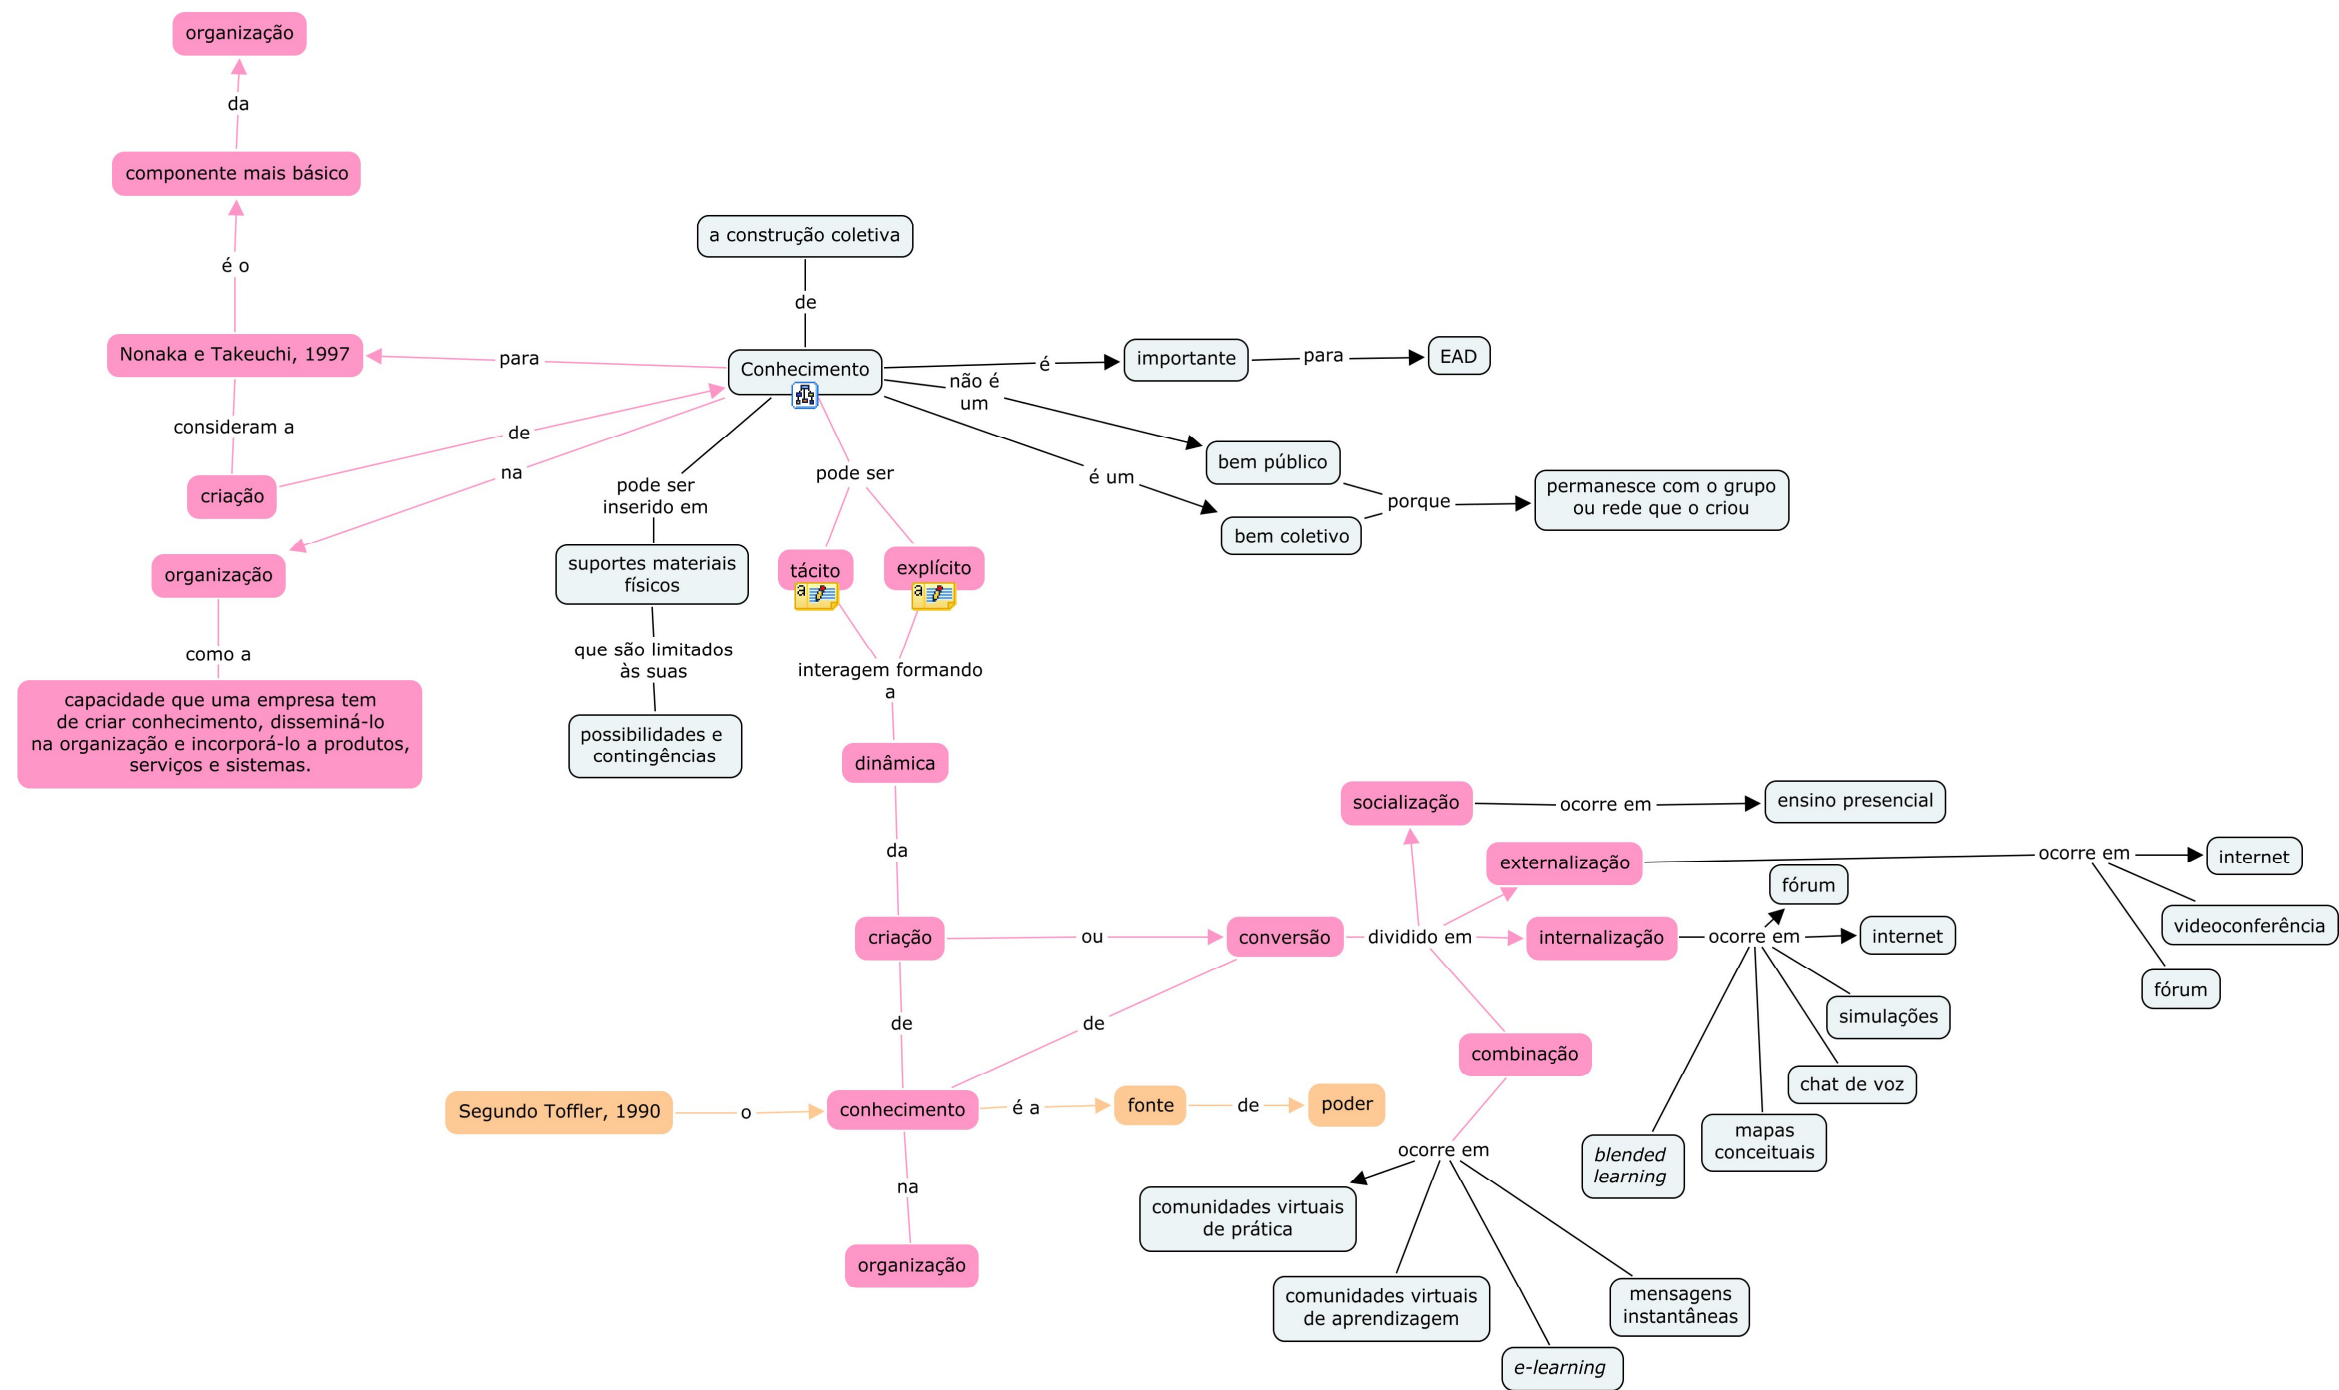 organização
da
componente mais básico
é o
a construção coletiva
de
Nonaka e Takeuchi, 1997
para
Conhecimento
é
importante
para
EAD
não é
um
consideram a
de
na
criação
pode ser
inserido em
pode ser
é um
bem público
bem coletivo
porque
permanesce com o grupo
ou rede que o criou
organização
suportes materiais
físicos
tácito
a
explícito
a
como a
que são limitados
às suas
interagem formando
a
capacidade que uma empresa tem
de criar conhecimento, disseminá-lo
na organização e incorporá-lo a produtos,
serviços e sistemas.
possibilidades e
contingências
dinâmica
da
socialização
ocorre em
ensino presencial
externalização
ocorre em
internet
fórum
videoconferência
fórum
criação
ou
conversão
dividido em
internalização
ocorre em
internet
simulações
chat de voz
mapas
conceituais
blended
learning
de
de
combinação
Segundo Toffler, 1990
o
conhecimento
é a
fonte
de
poder
ocorre em
na
comunidades virtuais
de prática
organização
comunidades virtuais
de aprendizagem
mensagens
instantâneas
e-learning